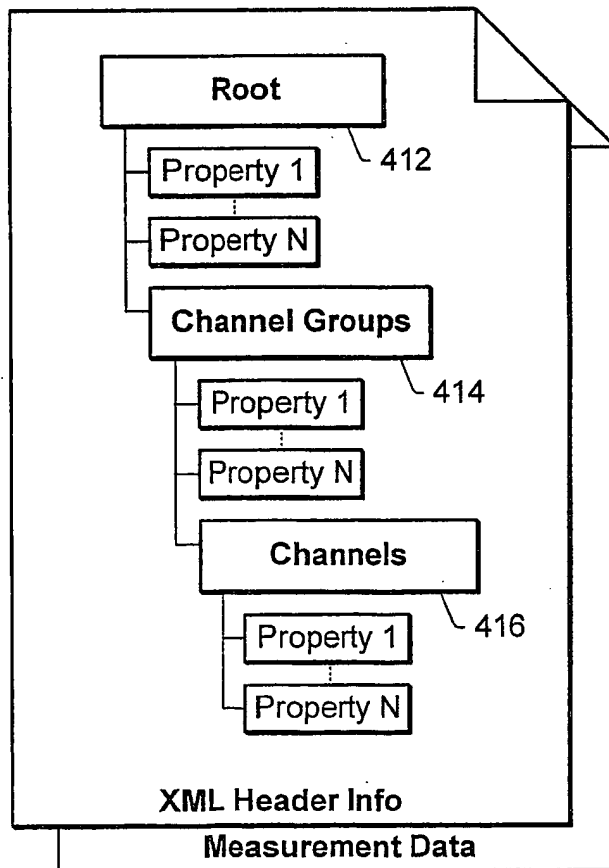 Root
412
Property 1
Property N
Channel Groups
414
Property 1
Property N
Channels
416
Property 1
Property N
XML Header Info
Measurement Data